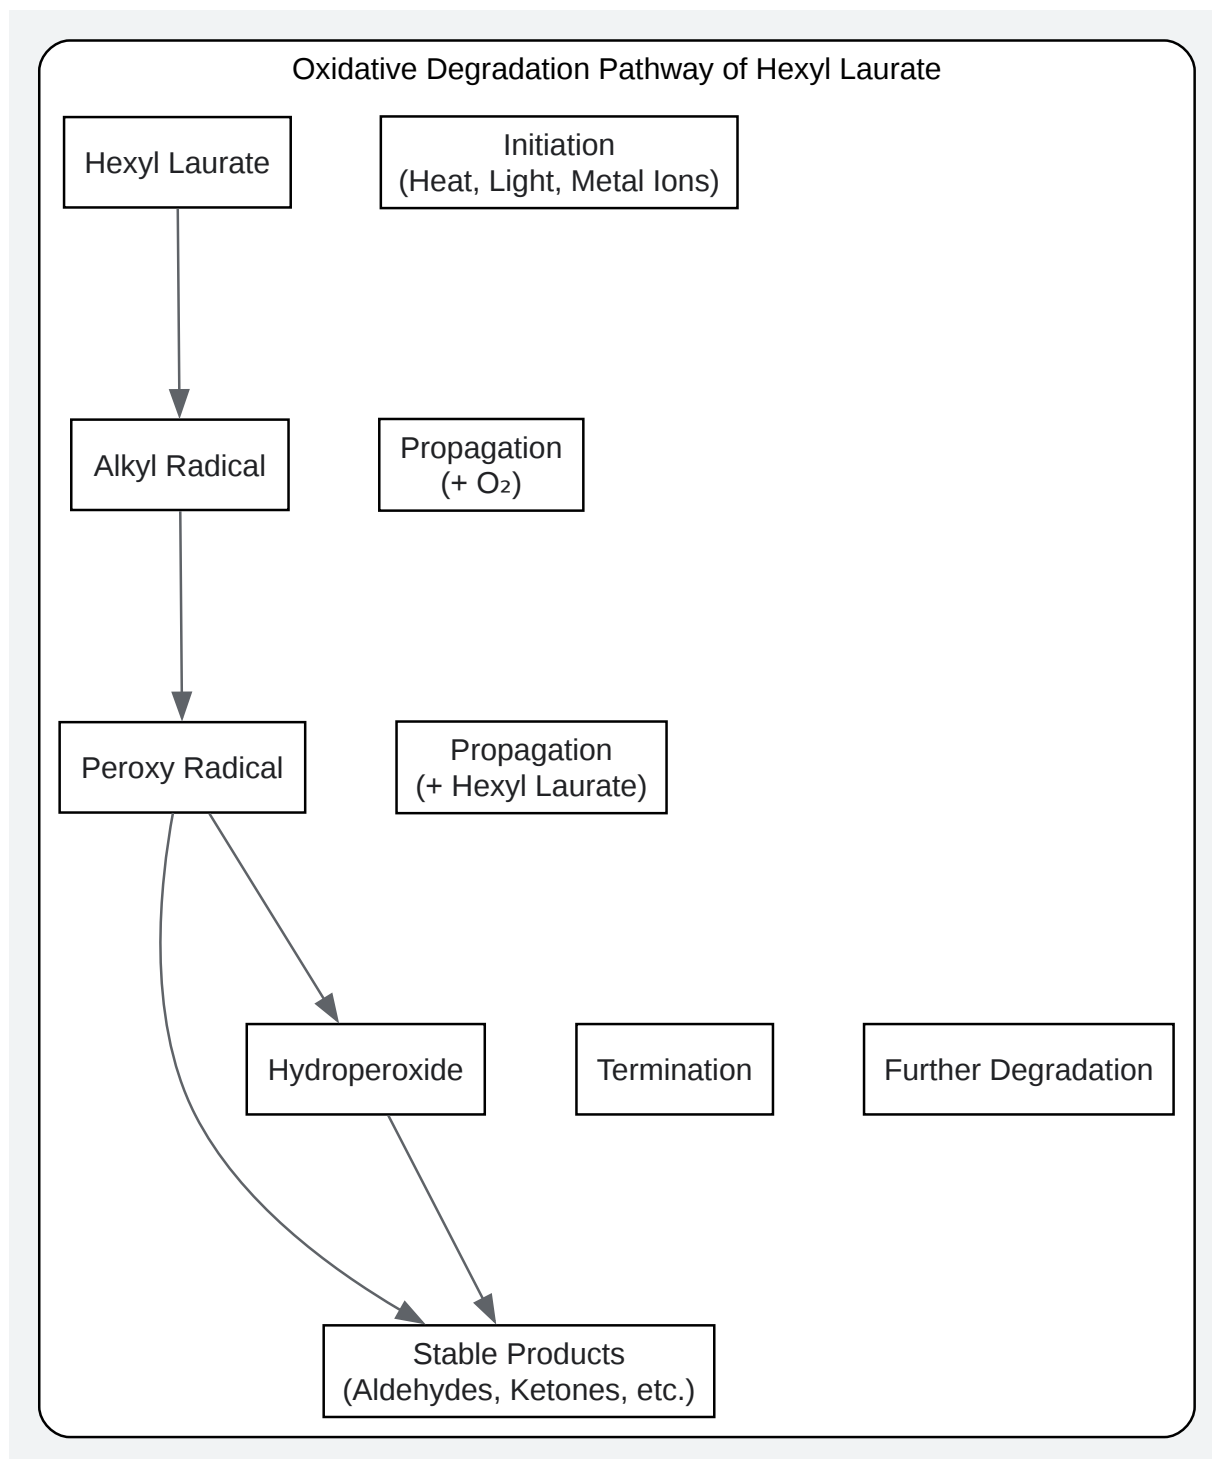 Oxidative Degradation Pathway of Hexyl Laurate
Hexyl Laurate
Initiation
(Heat, Light, Metal Ions)
Alkyl Radical
Propagation
(+ O₂)
Peroxy Radical
Propagation
(+ Hexyl Laurate)
Hydroperoxide
Termination
Further Degradation
Stable Products
(Aldehydes, Ketones, etc.)